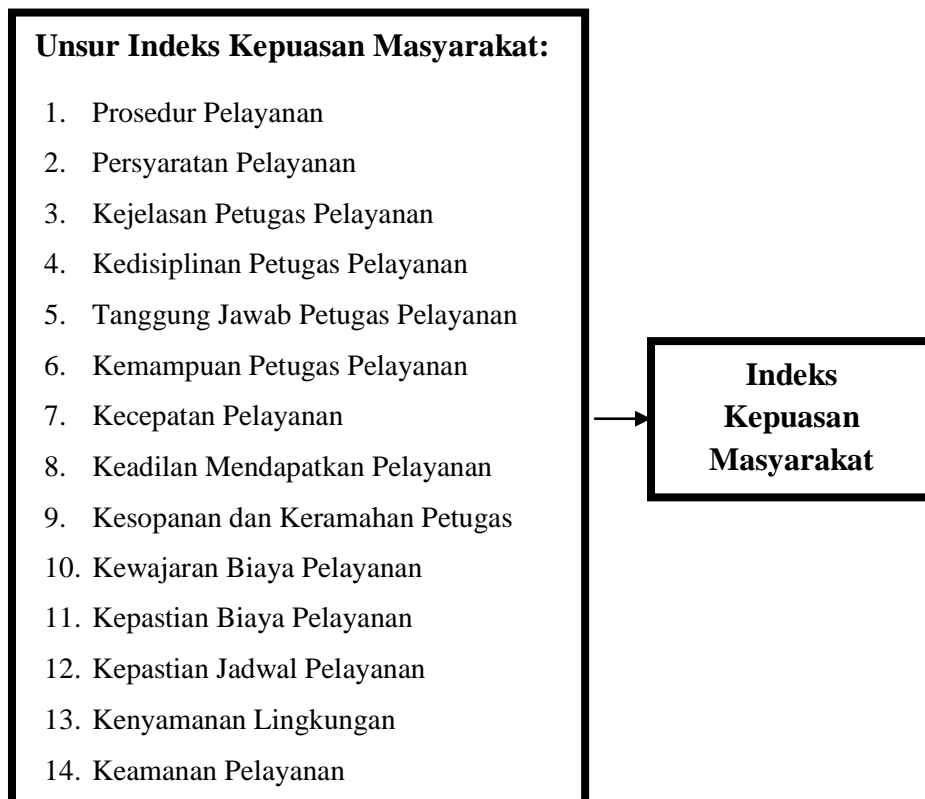 Unsur Indeks Kepuasan Masyarakat:
1. Prosedur Pelayanan
2. Persyaratan Pelayanan
3. Kejelasan Petugas Pelayanan
4. Kedisiplinan Petugas Pelayanan
5. Tanggung Jawab Petugas Pelayanan
6. Kemampuan Petugas Pelayanan
7. Kecepatan Pelayanan
8. Keadilan Mendapatkan Pelayanan
9. Kesopanan dan Keramahan Petugas
10. Kewajaran Biaya Pelayanan
11. Kepastian Biaya Pelayanan
12. Kepastian Jadwal Pelayanan
13. Kenyamanan Lingkungan
14. Keamanan Pelayanan
Indeks
Kepuasan
Masyarakat